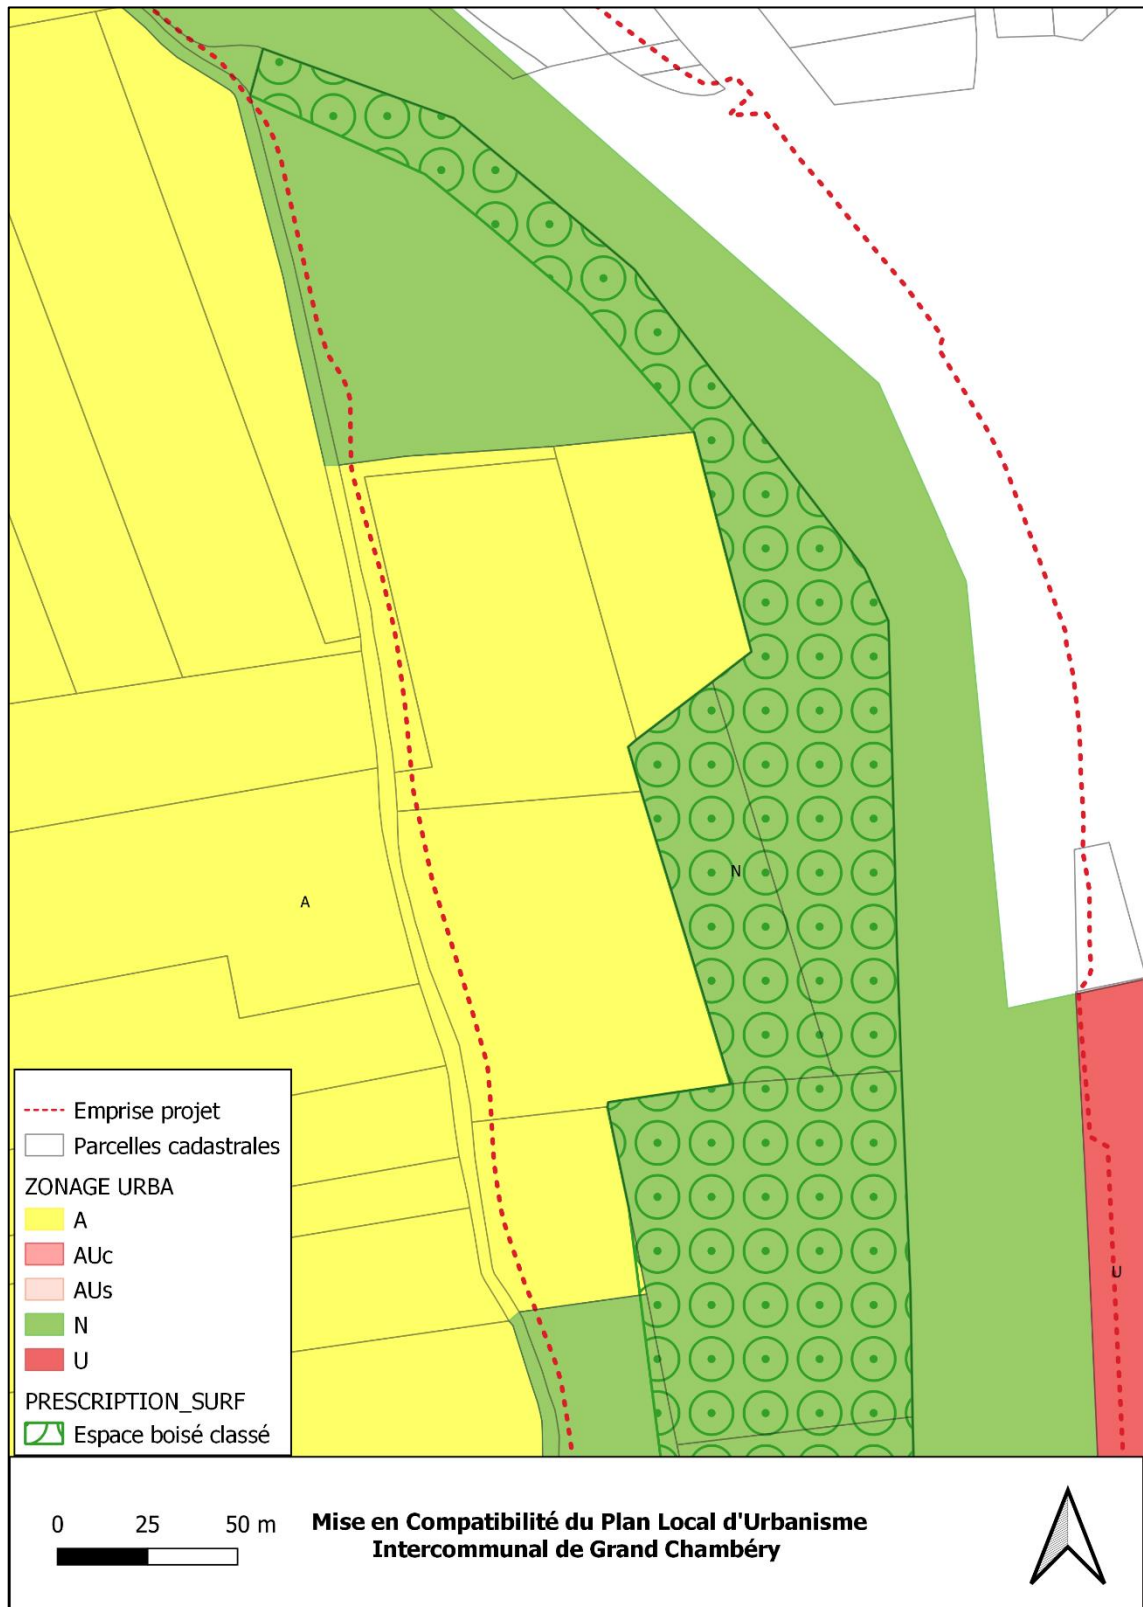 A
N
U
Emprise projet
Parcelles cadastrales
ZONAGE URBA
A
AUc
AUs
N
U
PRESCRIPTION_SURF
Espace boisé classé
0 25 50 m
Mise en Compatibilité du Plan Local d'Urbanisme
Intercommunal de Grand Chambéry